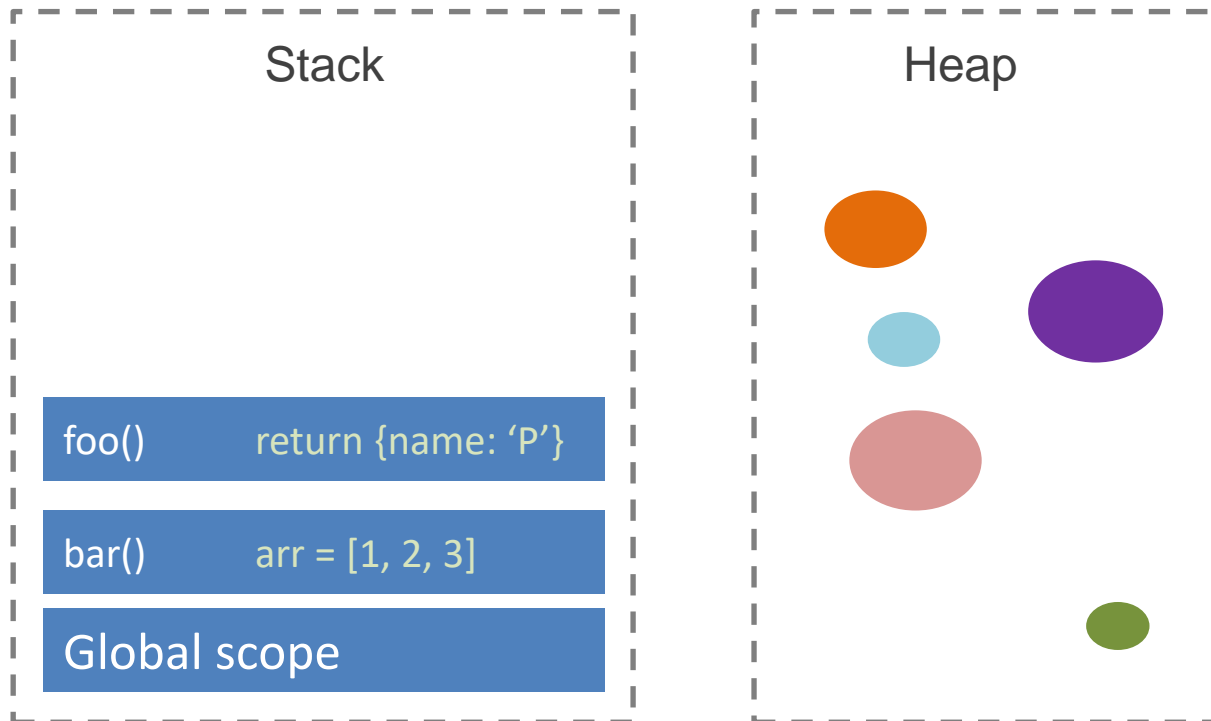 Stack
Heap
foo() return {name: ‘P’}
bar() arr = [1, 2, 3]
Global scope